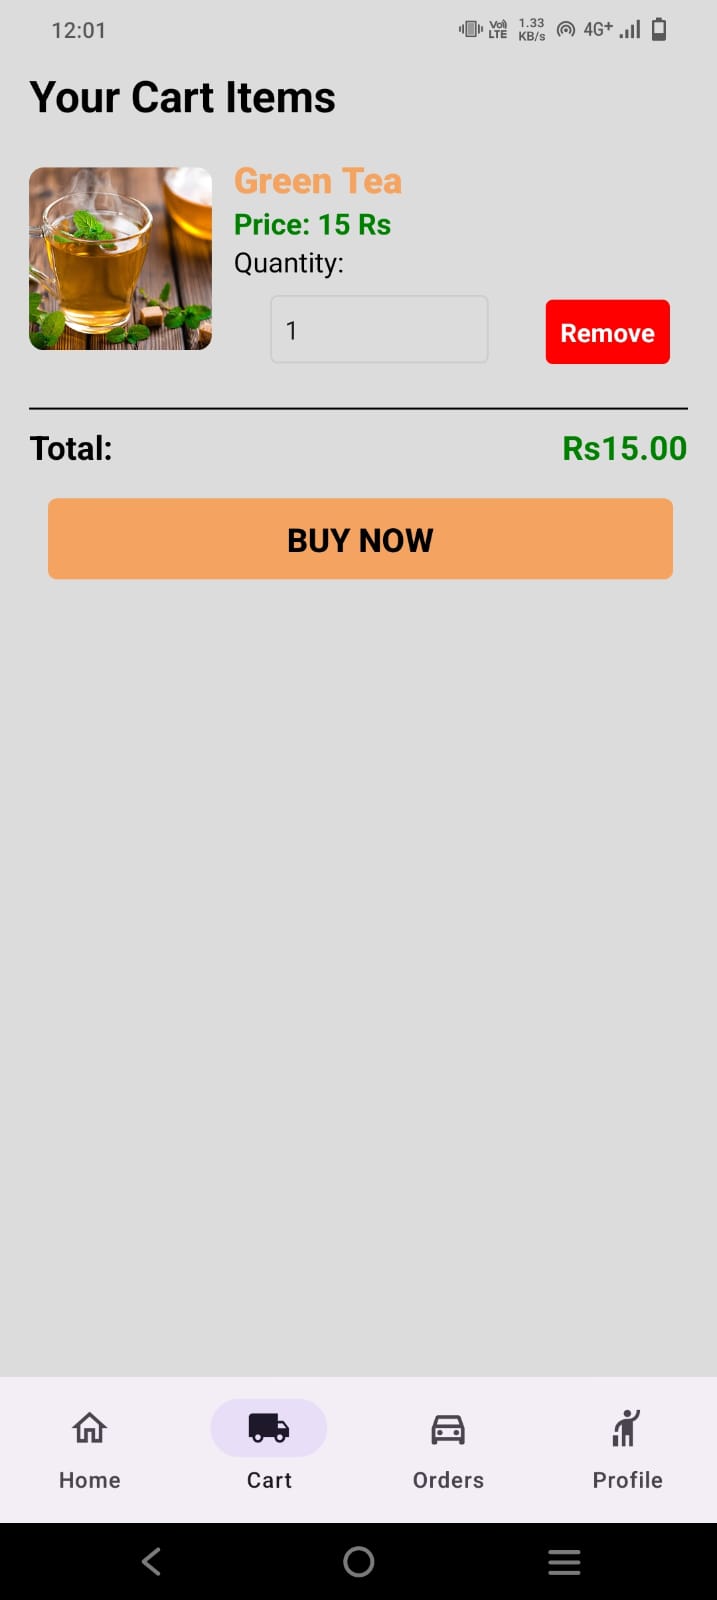 12:01
Vo))
LTE
1.33
KB/s
4G+
Your Cart Items
Green Tea
Price: 15 Rs
Quantity:
1
Remove
Total:
Rs15.00
BUY NOW
Home
Cart
Orders
Profile